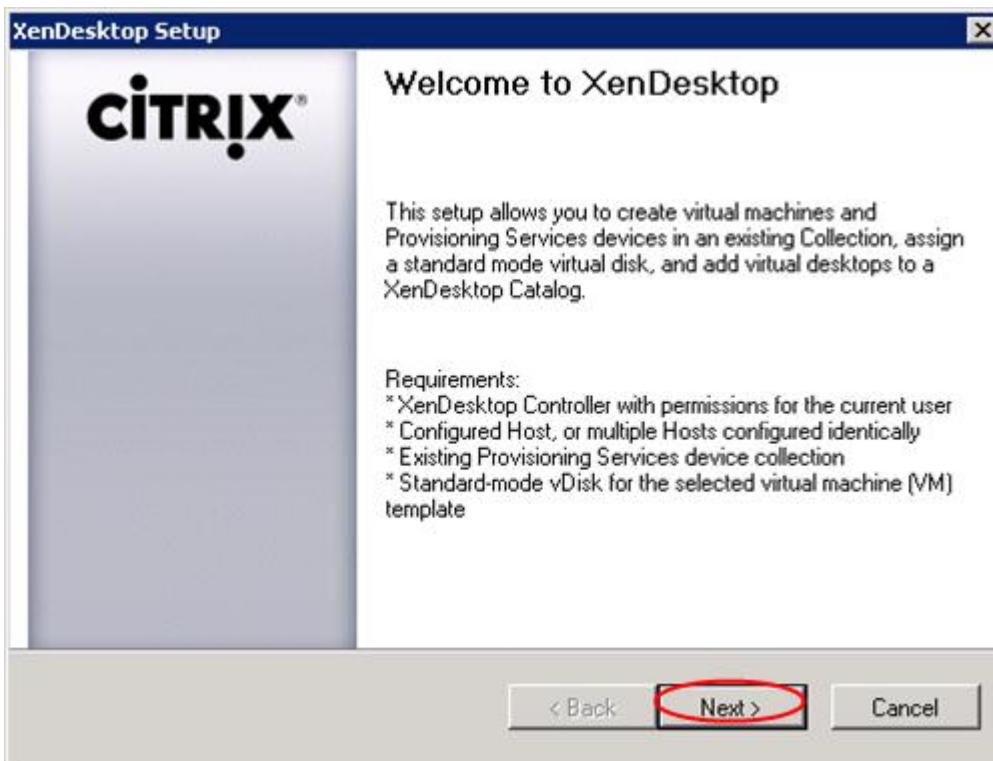 XenDesktop Setup
CİTRIX®
Welcome to XenDesktop
This setup allows you to create virtual machines and
Provisioning Services devices in an existing Collection, assign
a standard mode virtual disk, and add virtual desktops to a
XenDesktop Catalog.
Requirements:
* XenDesktop Controller with permissions for the current user
* Configured Host, or multiple Hosts configured identically
* Existing Provisioning Services device collection
* Standard-mode vDisk for the selected virtual machine (VM)
template
< Back
Next >
Cancel